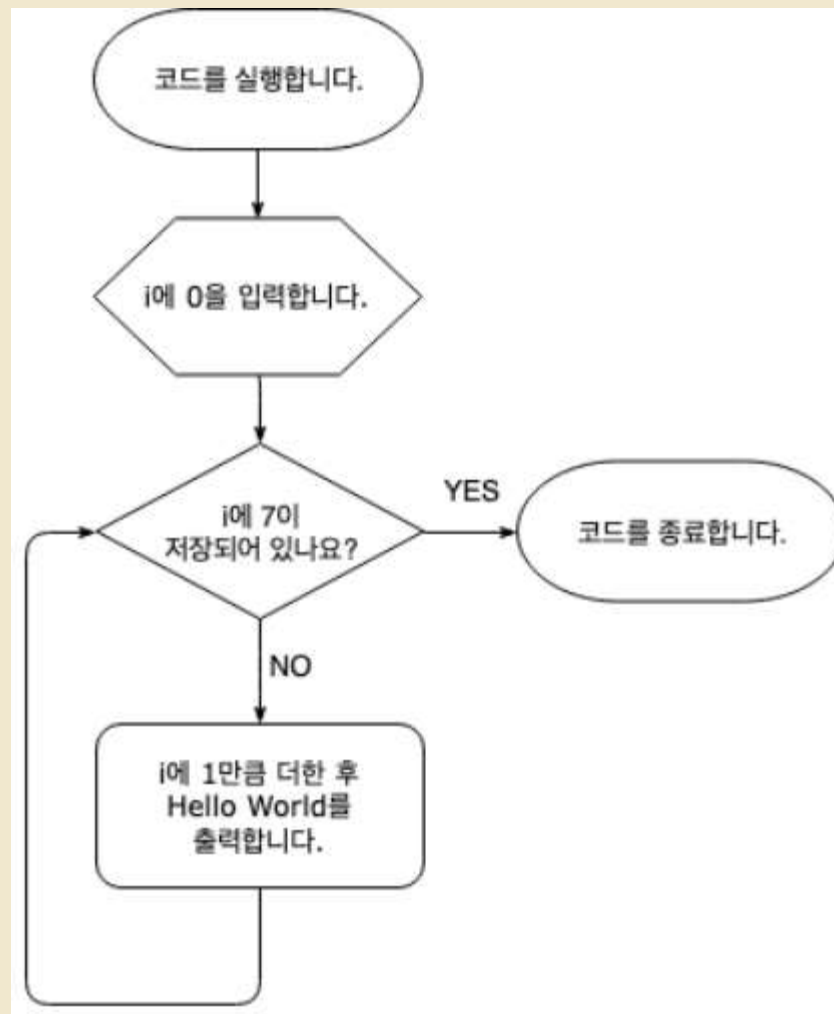 코드를 실행합니다.
i에 0을 입력합니다.
i에 7이
저장되어 있나요?
YES
코드를 종료합니다.
NO
i에 1만큼 더한 후
Hello World를
출력합니다.